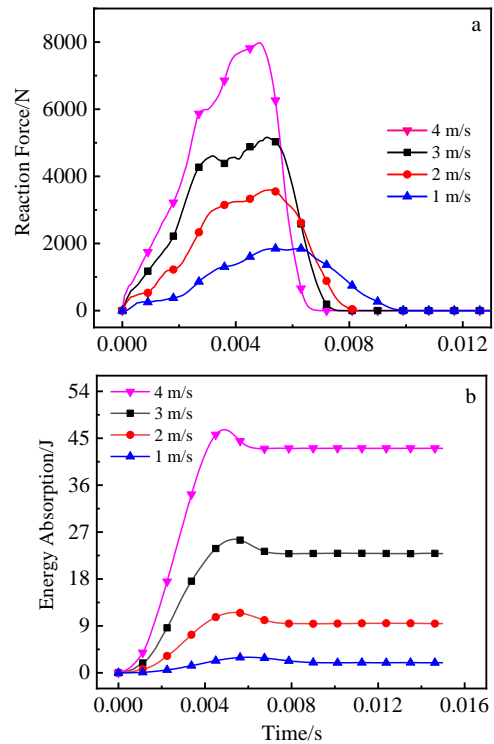 a
8000
6000
4000
2000
0
Reaction Force/N
4 m/s
3 m/s
2 m/s
1 m/s
0.000 0.004 0.008 0.012
b
54
45
36
27
18
9
0
Energy Absorption/J
4 m/s
3 m/s
2 m/s
1 m/s
0.000 0.004 0.008 0.012 0.016
Time/s